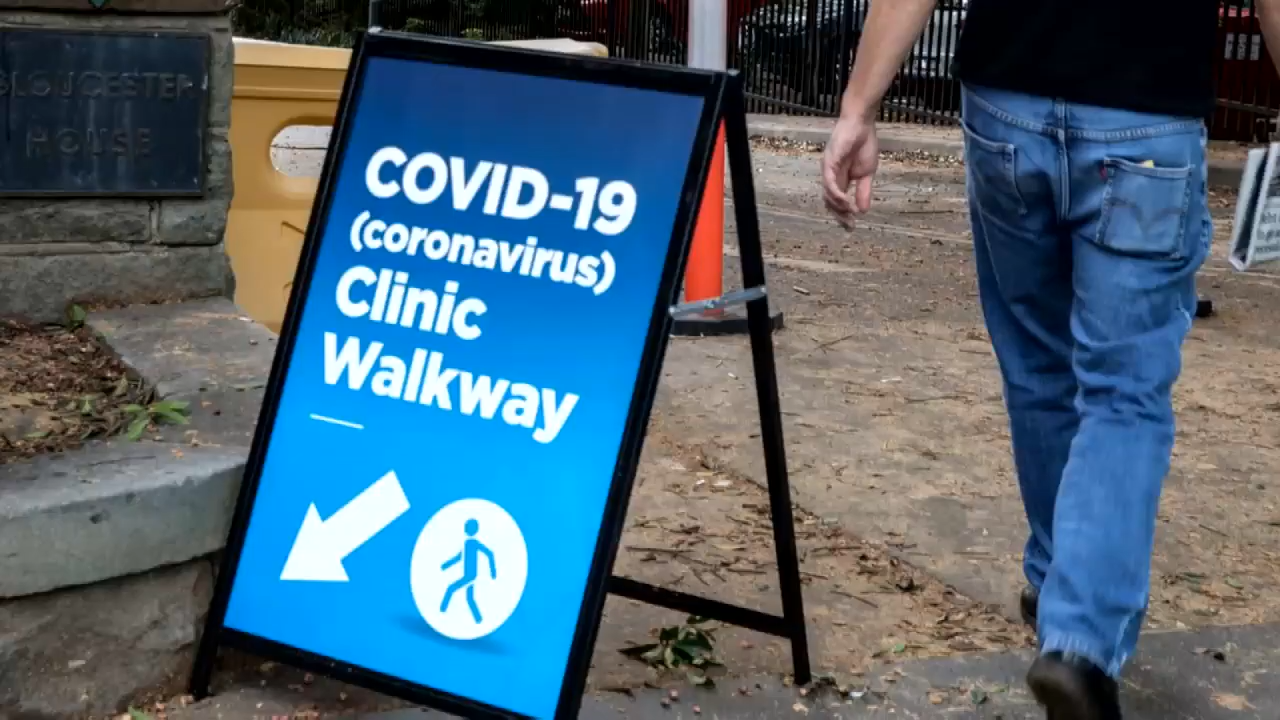 GLOUCESTER
HOUSE
COVID-19
(coronavirus)
Clinic
Walkway